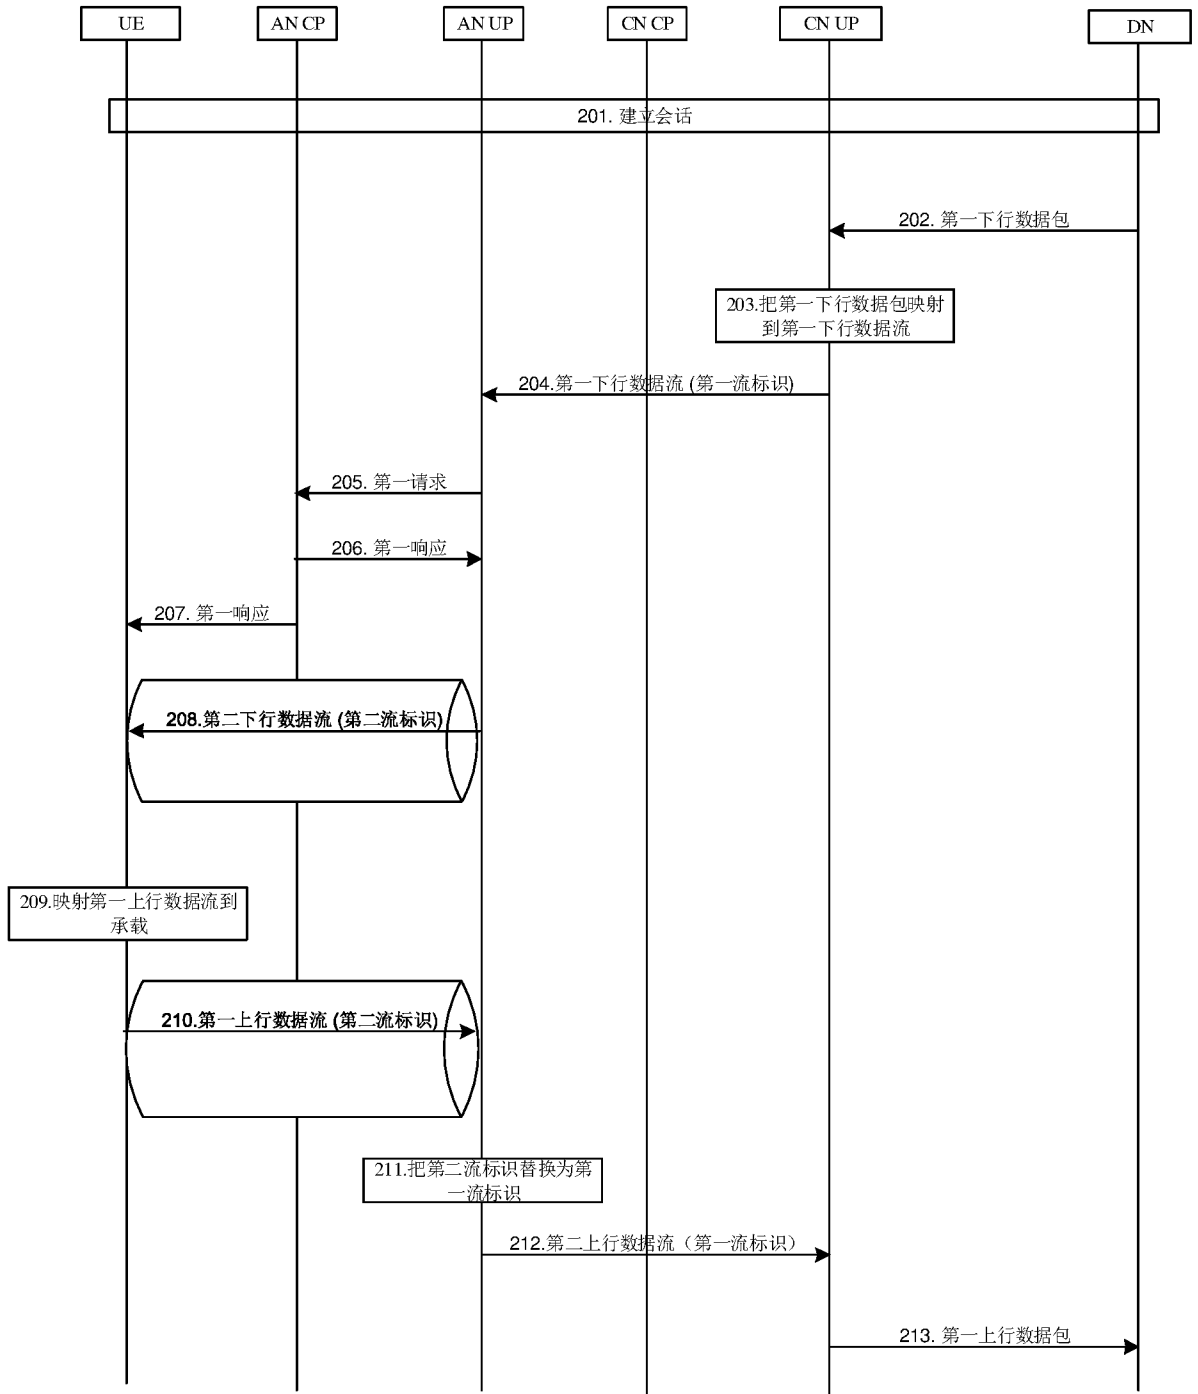 UE
AN CP
AN UP
CN CP
CN UP
DN
201. 建立会话
202. 第一下行数据包
203.把第一下行数据包映射
到第一下行数据流
204.第一下行数据流 (第一流标识)
205. 第一请求
206. 第一响应
207. 第一响应
208.第二下行数据流 (第二流标识)
209.映射第一上行数据流到
承载
210.第一上行数据流 (第二流标识)
211.把第二流标识替换为第
一流标识
212.第二上行数据流（第一流标识）
213. 第一上行数据包